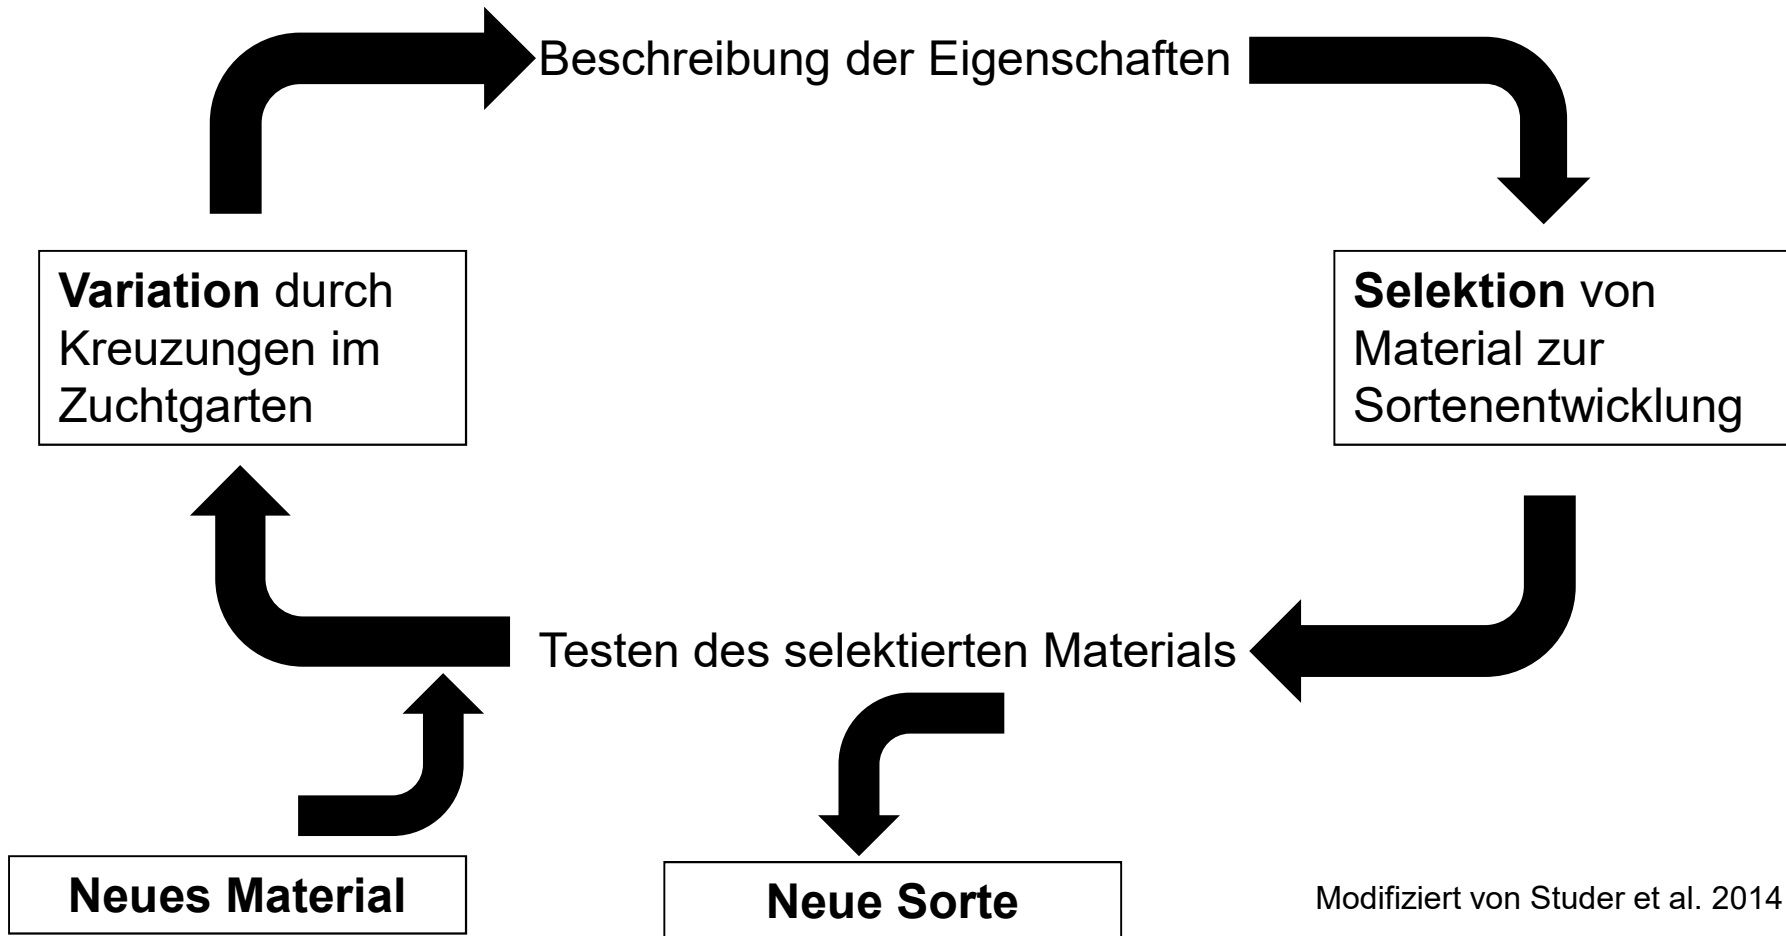 Beschreibung der Eigenschaften
Variation durch
Kreuzungen im
Zuchtgarten
Selektion von
Material zur
Sortenentwicklung
Testen des selektierten Materials
Neues Material
Neue Sorte
Modifiziert von Studer et al. 2014